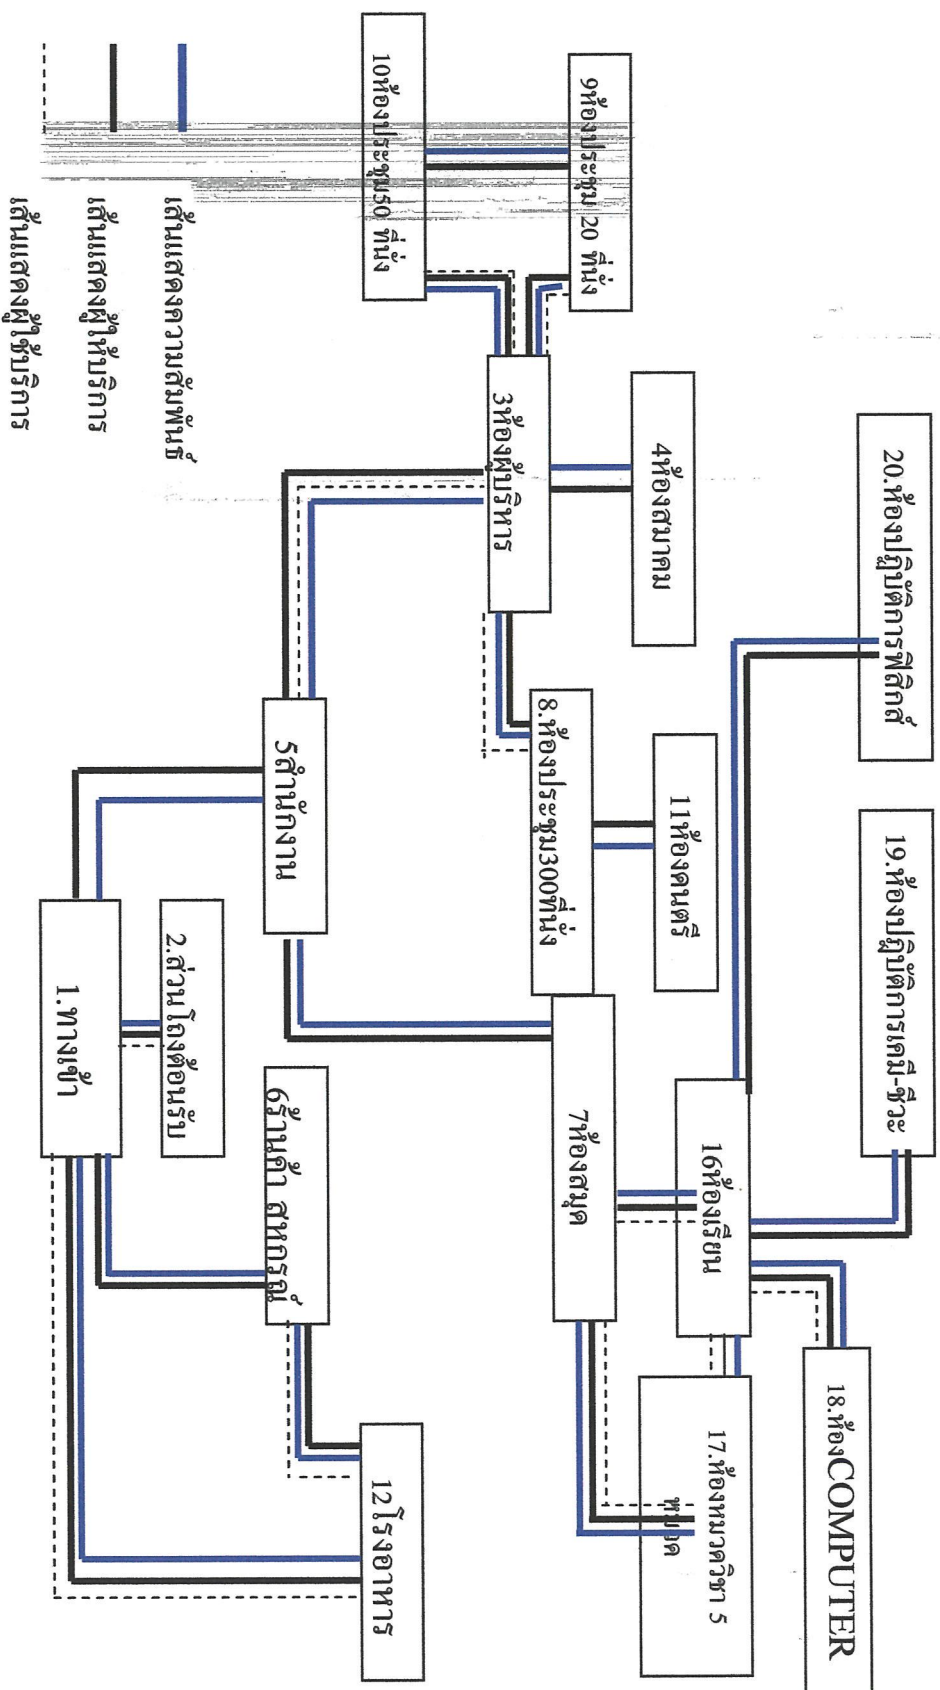 20.ห้องปฏิบัติการฟิสิกส์
19.ห้องปฏิบัติการเคมี-ชีวะ
18.ห้องCOMPUTER
4ห้องสมาคม
11ห้องดนตรี
16ห้องเรียน
17.ห้องหมวดวิชา 5
หมวด
9ห้องประชุม 20 ที่นั่ง
3ห้องผู้บริหาร
8.ห้องประชุม300ที่นั่ง
7ห้องสมุด
10ห้องประชุม50 ที่นั่ง
5สำนักงาน
6ร้านค้า สหกรณ์
12โรงอาหาร
2.ส่วนโถงต้อนรับ
1.ทางเข้า
เส้นแสดงความสัมพันธ์
เส้นแสดงผู้ให้บริการ
เส้นแสดงผู้ใช้บริการ